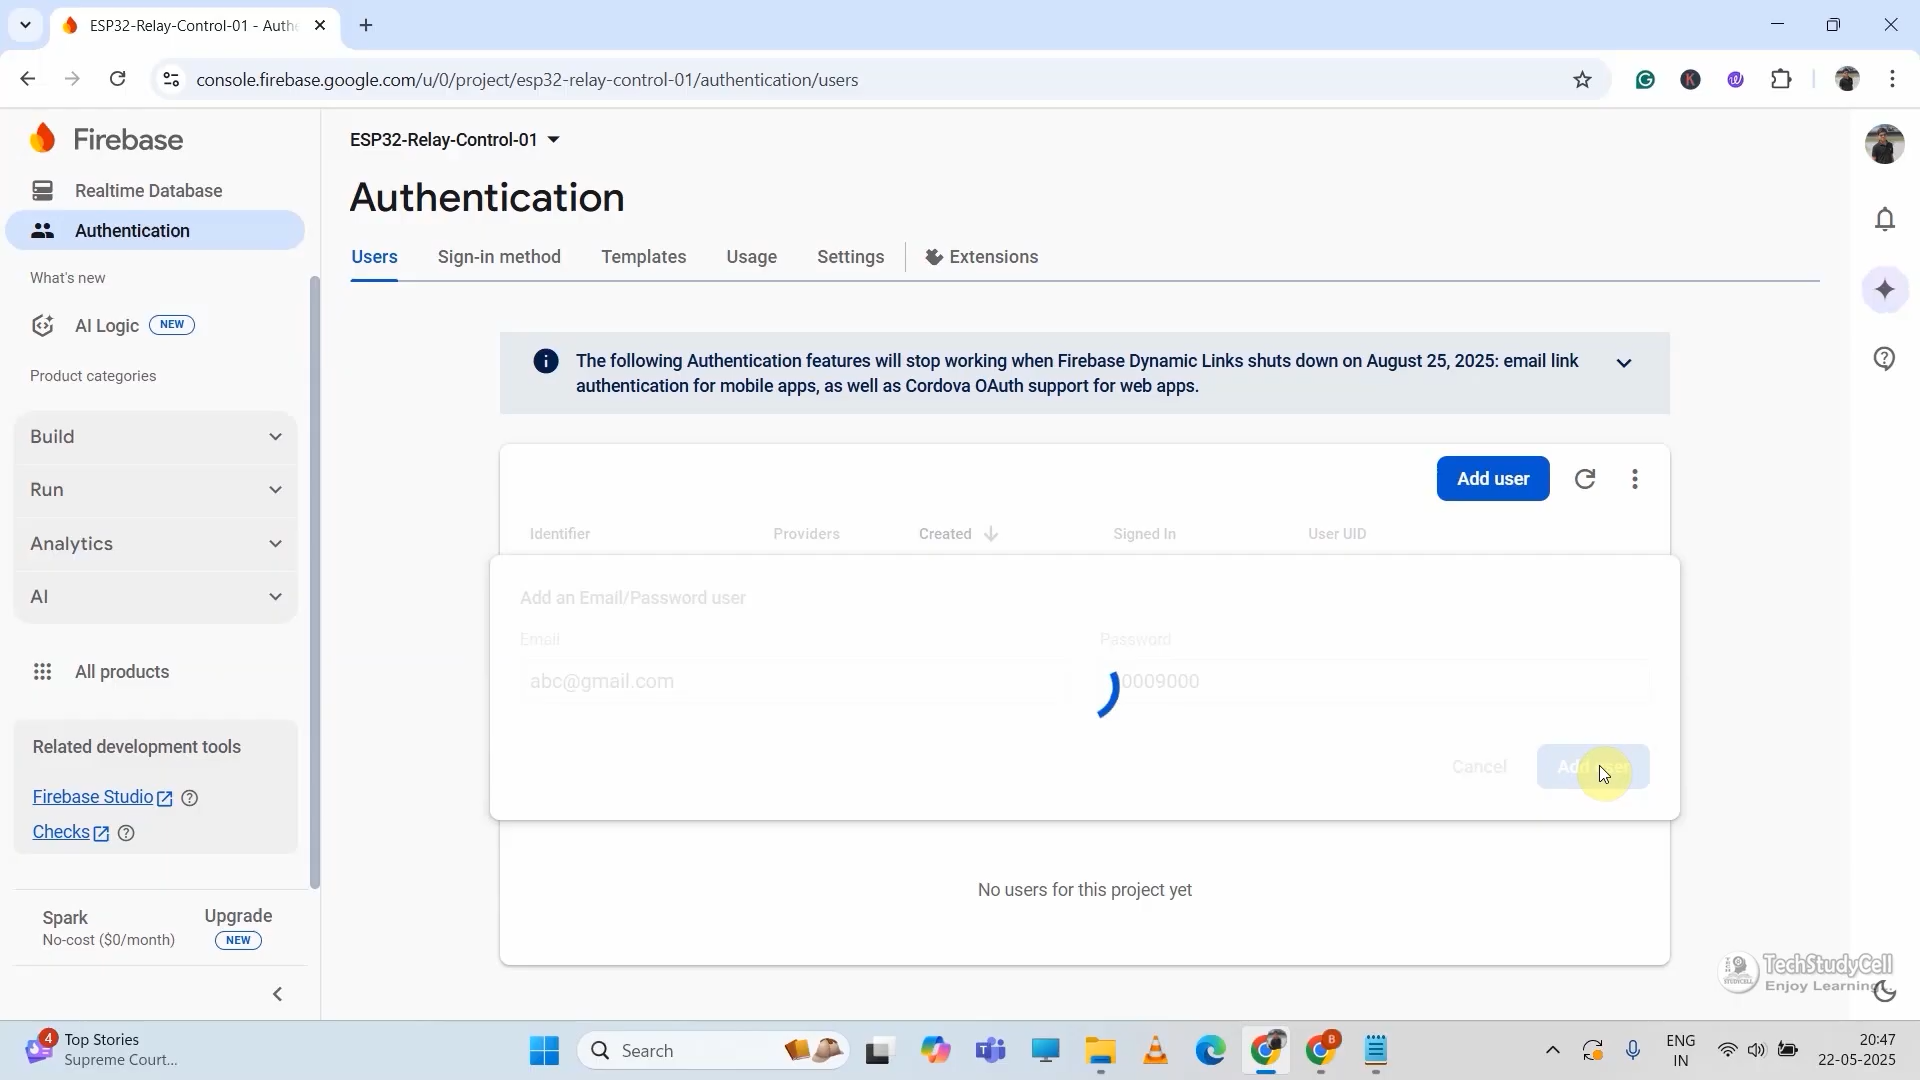 ESP32-Relay-Control-01 - Authe
console.firebase.google.com/u/0/project/esp32-relay-control-01/authentication/users
Firebase
Realtime Database
Authentication
What's new
AI Logic NEW
Product categories
Build
Run
Analytics
AI
All products
Related development tools
Firebase Studio
Checks
Spark
No-cost ($0/month)
Upgrade
NEW
ESP32-Relay-Control-01
Authentication
Users
Sign-in method
Templates
Usage
Settings
Extensions
The following Authentication features will stop working when Firebase Dynamic Links shuts down on August 25, 2025: email link
authentication for mobile apps, as well as Cordova OAuth support for web apps.
Add user
Identifier
Providers
Created
Signed In
User UID
Add an Email/Password user
Email
Password
abc@gmail.com
0009000
Cancel
Add user
No users for this project yet
TechStudyCell
Enjoy Learning
4
Top Stories
Supreme Court...
Search
B
ENG
IN
20:47
22-05-2025